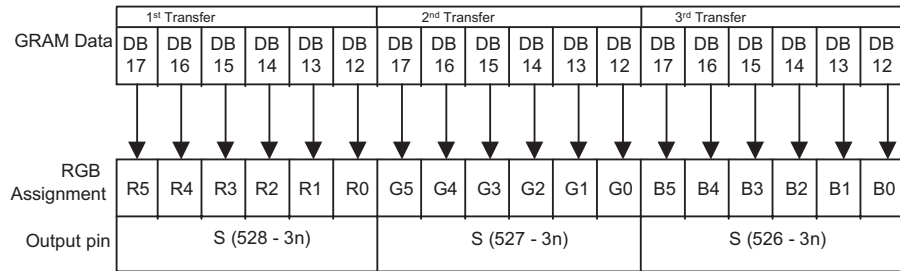 1st Transfer 2nd Transfer 3rd Transfer
GRAM Data DB 17 DB 16 DB 15 DB 14 DB 13 DB 12 DB 17 DB 16 DB 15 DB 14 DB 13 DB 12 DB 17 DB 16 DB 15 DB 14 DB 13 DB 12
RGB Assignment R5 R4 R3 R2 R1 R0 G5 G4 G3 G2 G1 G0 B5 B4 B3 B2 B1 B0
Output pin S (528 - 3n) S (527 - 3n) S (526 - 3n)